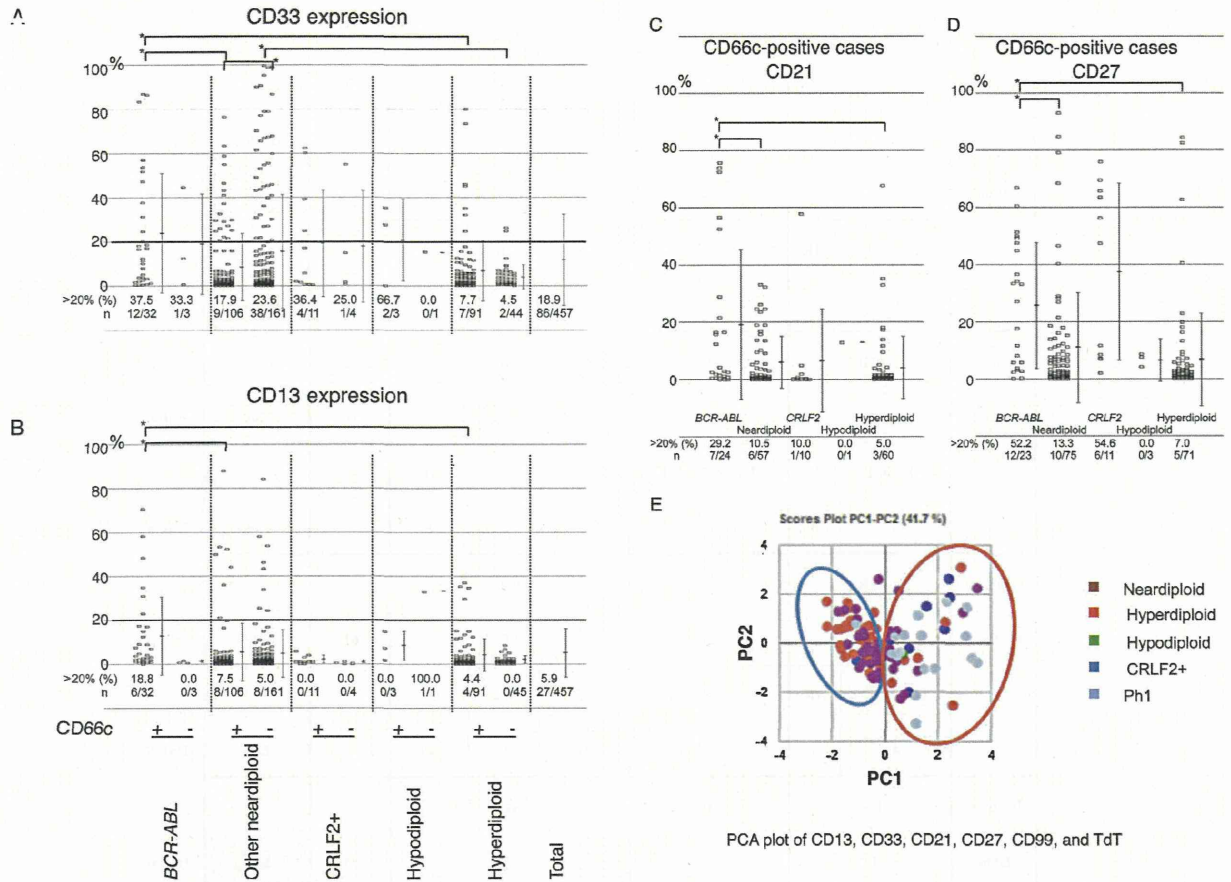 A
CD33 expression
*
*
*
*
100 %
80
60
40
20
0
>20% (%) 37.5 33.3 17.9 23.6 36.4 25.0 66.7 0.0 7.7 4.5 18.9
n 12/32 1/3 9/106 38/161 4/11 1/4 2/3 0/1 7/91 2/44 86/457
B
CD13 expression
*
*
100 %
80
60
40
20
0
>20% (%) 18.8 0.0 7.5 5.0 0.0 0.0 0.0 100.0 4.4 0.0 5.9
n 6/32 0/3 8/106 8/161 0/11 0/4 0/3 1/1 4/91 0/45 27/457
CD66c + - + - + - + - + -
BCR-ABL
Other neardiploid
CRLF2+
Hypodiploid
Hyperdiploid
Total
C
CD66c-positive cases
CD21
%
100
80
60
40
20
0
*
*
BCR-ABL CRLF2 Hyperdiploid
Neardiploid Hypodiploid
>20% (%) 29.2 10.5 10.0 0.0 5.0
n 7/24 6/57 1/10 0/1 3/60
D
CD66c-positive cases
CD27
%
100
80
60
40
20
0
*
*
BCR-ABL CRLF2 Hyperdiploid
Neardiploid Hypodiploid
>20% (%) 52.2 13.3 54.6 0.0 7.0
n 12/23 10/75 6/11 0/3 5/71
E
Scores Plot PC1-PC2 (41.7 %)
4
2
0
-2
-4
PC2
-4 -2 0 2 4
PC1
Neardiploid
Hyperdiploid
Hypodiploid
CRLF2+
Ph1
PCA plot of CD13, CD33, CD21, CD27, CD99, and TdT